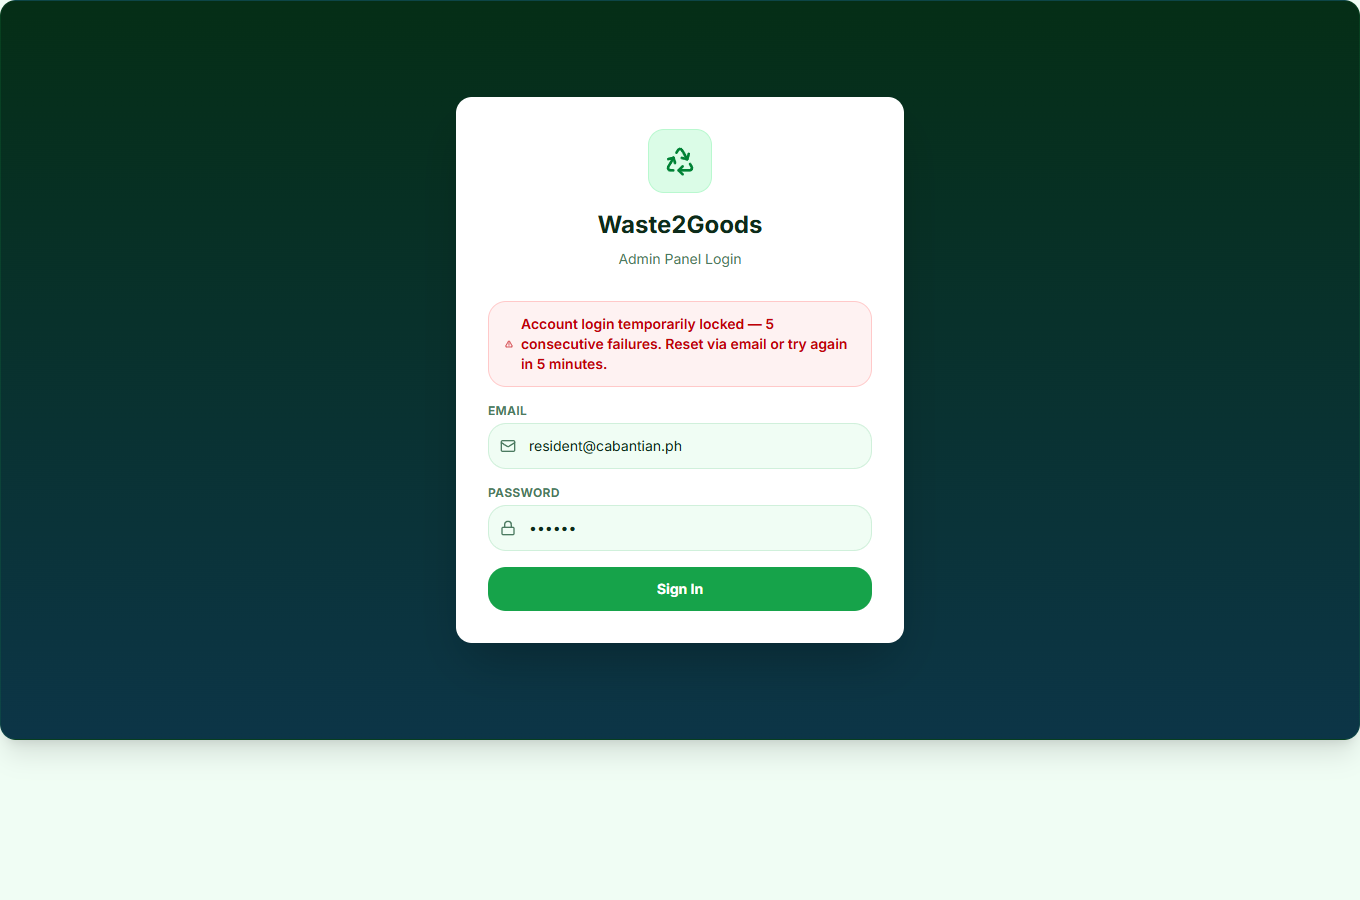 Waste2Goods
Admin Panel Login
Account login temporarily locked — 5
consecutive failures. Reset via email or try again
in 5 minutes.
EMAIL
resident@cabantian.ph
PASSWORD
••••••
Sign In